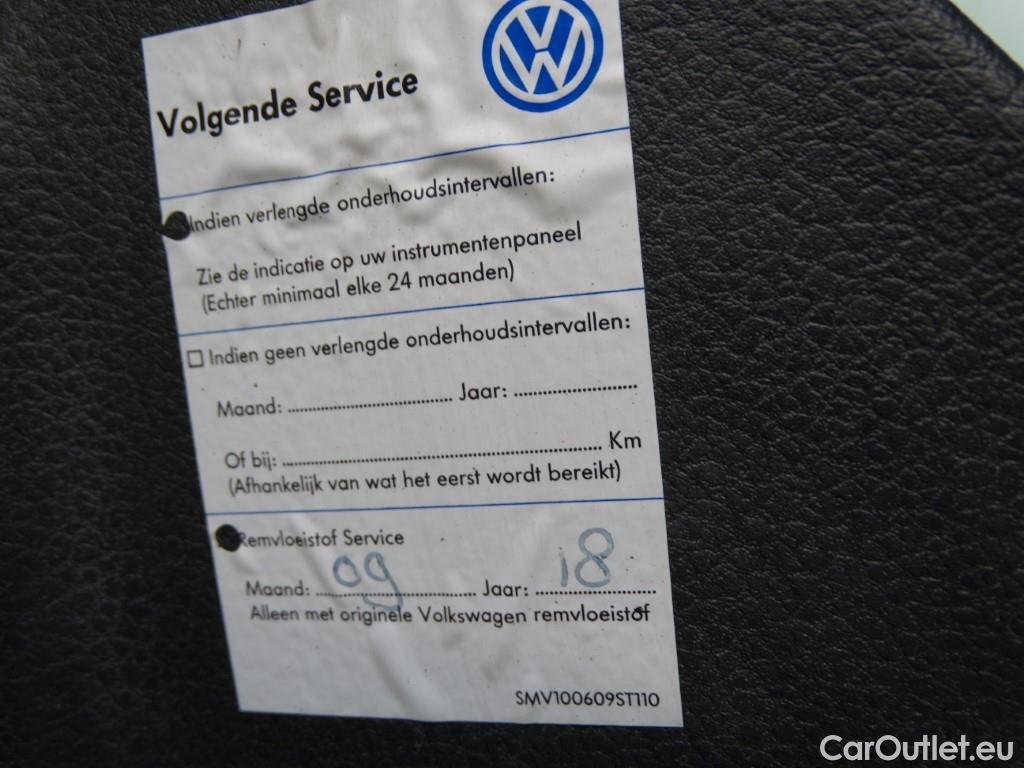 Volgende Service
Indien verlengde onderhoudsintervallen:
Zie de indicatie op uw instrumentenpaneel
(Echter minimaal elke 24 maanden)
Indien geen verlengde onderhoudsintervallen:
Maand: .................... Jaar: ....................
Of bij: ........................................ Km
(Afhankelijk van wat het eerst wordt bereikt)
Remvloeistof Service
Maand: 09 Jaar: 18
Alleen met originele Volkswagen remvloeistof
SMV100609ST110
CarOutlet.eu